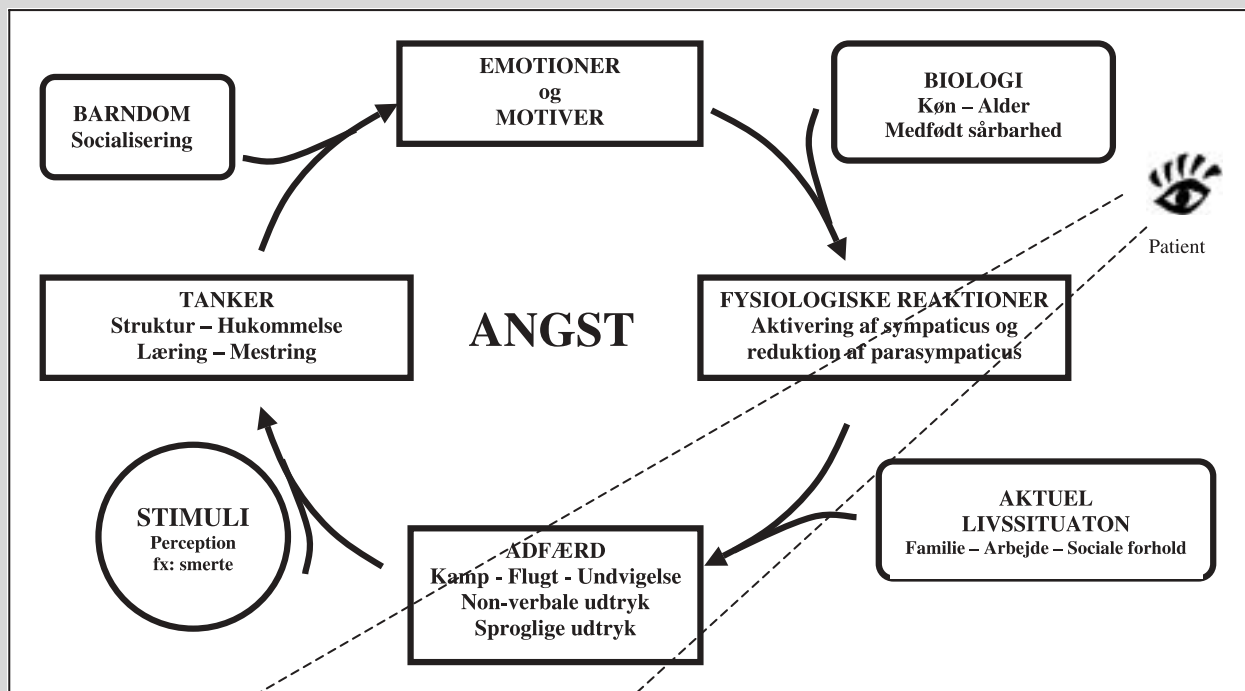 EMOTIONER
og
MOTIVER
BARNDOM
Socialisering
BIOLOGI
Køn – Alder
Medfødt sårbarhed
Patient
TANKER
Struktur – Hukommelse
Læring – Mestring
ANGST
FYSIOLOGISKE REAKTIONER
Aktivering af sympaticus og
reduktion af parasympaticus
STIMULI
Perception
fx: smerte
ADFÆRD
Kamp - Flugt - Undvigelse
Non-verbale udtryk
Sproglige udtryk
AKTUEL
LIVSSITUATON
Familie – Arbejde – Sociale forhold